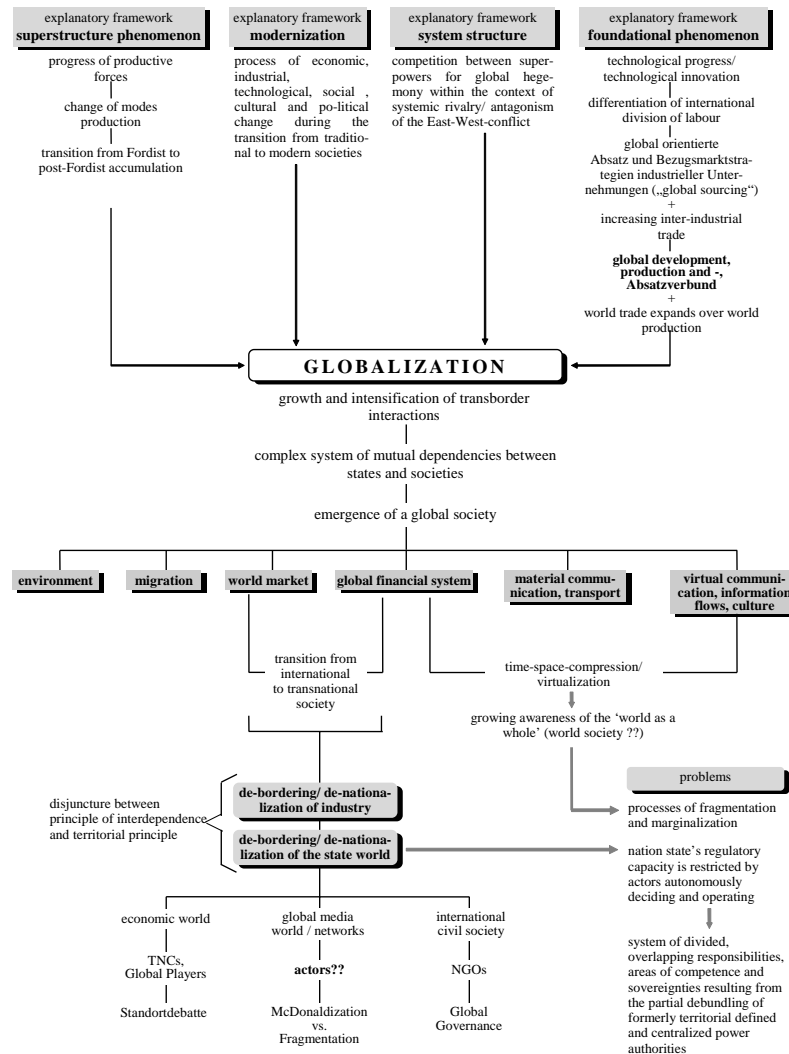 explanatory framework
superstructure phenomenon
progress of productive
forces
change of modes
production
transition from Fordist to
post-Fordist accumulation
explanatory framework
modernization
process of economic,
industrial,
technological, social ,
cultural and po-litical
change during the
transition from traditio-
nal to modern societies
explanatory framework
system structure
competition between super-
powers for global hege-
mony within the context of
systemic rivalry/ antagonism
of the East-West-conflict
explanatory framework
foundational phenomenon
technological progress/
technological innovation
differentiation of international
division of labour
global orientierte
Absatz und Bezugsmarktstra-
tegien industrieller Unter-
nehmungen („global sourcing“)
+
increasing inter-industrial
trade
global development,
production and -,
Absatzverbund
+
world trade expands over world
production
GLOBALIZATION
growth and intensification of transborder
interactions
complex system of mutual dependencies between
states and societies
emergence of a global society
environment
migration
world market
global financial system
material commu-
nication, transport
virtual communi-
cation, information
flows, culture
transition from
international
to transnational
society
time-space-compression/
virtualization
growing awareness of the ‘world as a
whole’ (world society ??)
disjuncture between
principle of interdependence
and territorial principle
de-bordering/ de-nationa-
lization of industry
de-bordering/ de-nationa-
lization of the state world
problems
processes of fragmentation
and marginalization
nation state’s regulatory
capacity is restricted by
actors autonomously
deciding and operating
system of divided,
overlapping responsibilities,
areas of competence and
sovereignties resulting from
the partial debundling of
formerly territorial defined
and centralized power
authorities
economic world
TNCs,
Global Players
Standortdebatte
global media
world / networks
actors??
McDonaldization
vs.
Fragmentation
international
civil society
NGOs
Global
Governance